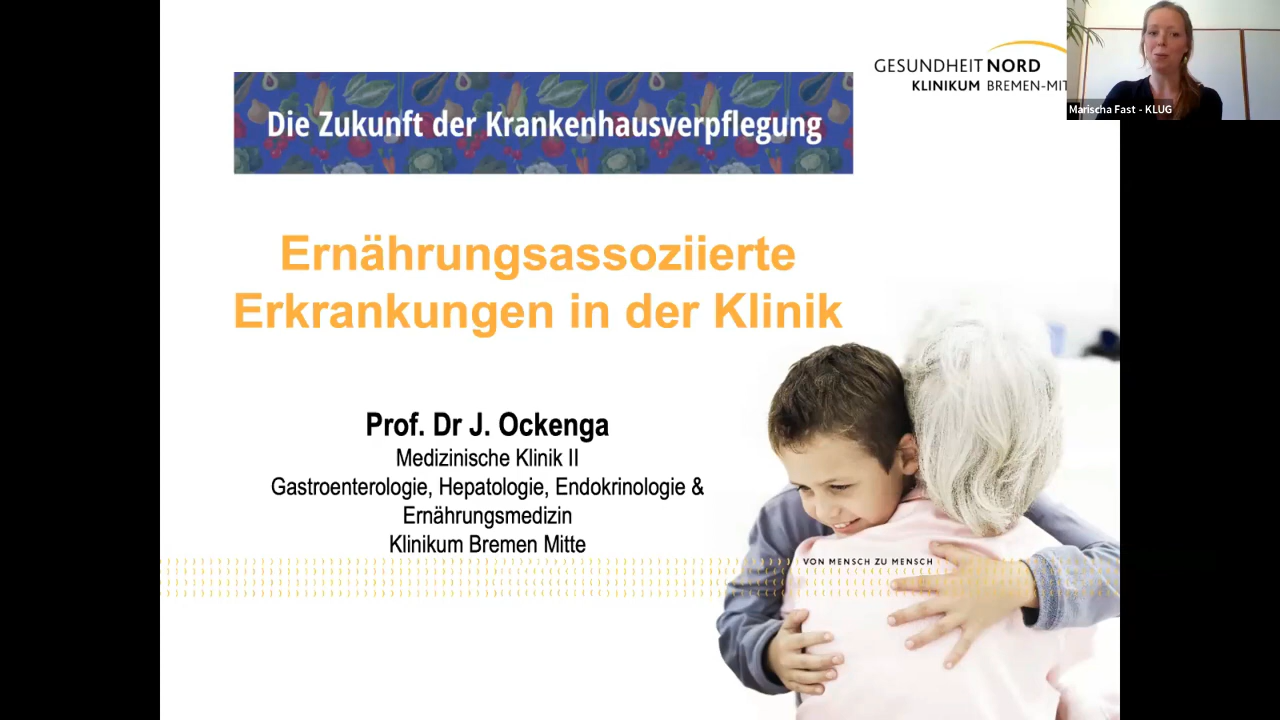 GESUNDHEIT NORD
KLINIKUM BREMEN-MIT
Marischa Fast - KLUG
Die Zukunft der Krankenhausverpflegung
Ernährungsassoziierte
Erkrankungen in der Klinik
Prof. Dr J. Ockenga
Medizinische Klinik II
Gastroenterologie, Hepatologie, Endokrinologie &
Ernährungsmedizin
Klinikum Bremen Mitte
VON MENSCH ZU MENSCH